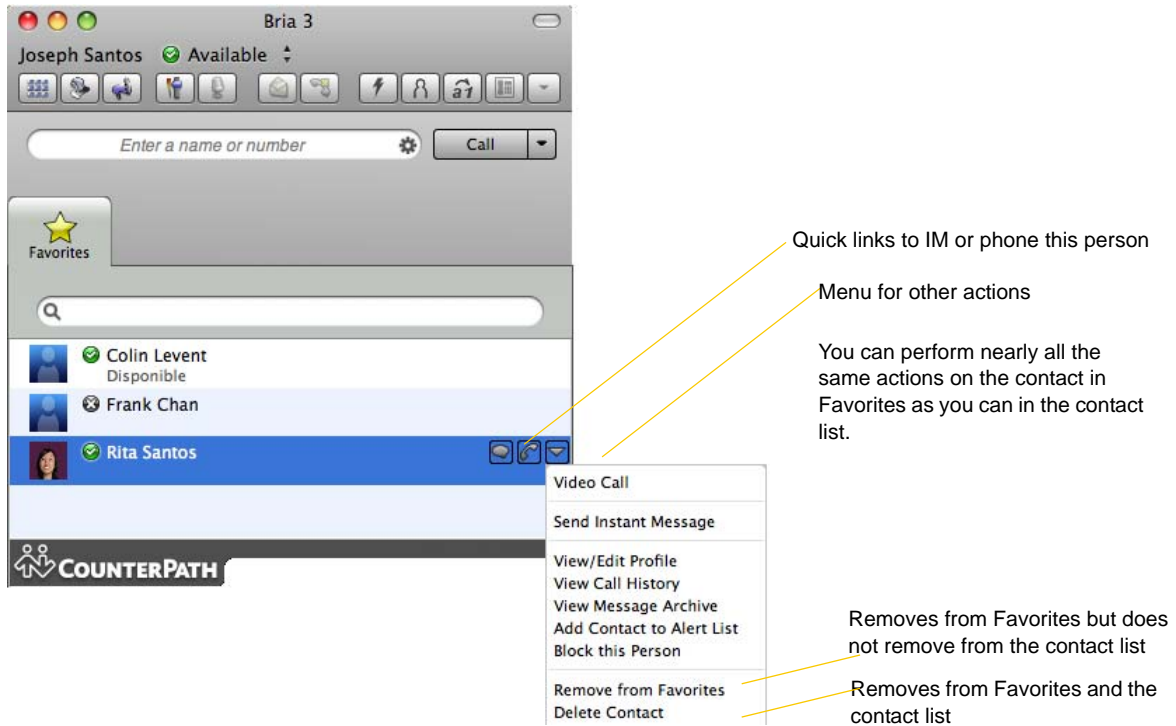 Bria 3
Joseph Santos Available
a1
Enter a name or number
Call
Favorites
Colin Levent
Disponible
Frank Chan
Rita Santos
COUNTERPATH
Video Call
Send Instant Message
View/Edit Profile
View Call History
View Message Archive
Add Contact to Alert List
Block this Person
Remove from Favorites
Delete Contact
Quick links to IM or phone this person
Menu for other actions
You can perform nearly all the
same actions on the contact in
Favorites as you can in the contact
list.
Removes from Favorites but does
not remove from the contact list
Removes from Favorites and the
contact list